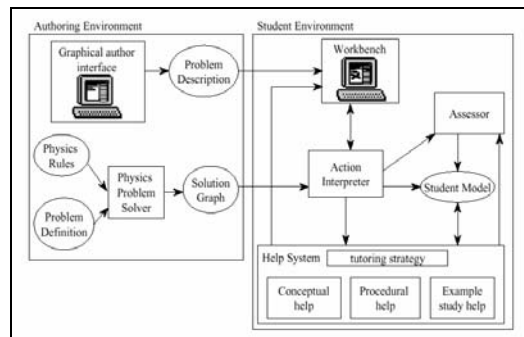 Authoring Environment
Graphical author
interface
Problem
Description
Physics
Rules
Physics
Problem
Solver
Solution
Graph
Problem
Definition
Student Environment
Workbench
Assessor
Action
Interpreter
Student Model
Help System
tutoring strategy
Conceptual
help
Procedural
help
Example
study help